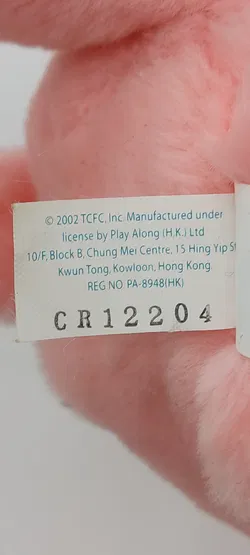 © 2002 TCFC, Inc. Manufactured under
license by Play Along (H.K.) Ltd
10/F, Block B, Chung Mei Centre, 15 Hing Yip St
Kwun Tong, Kowloon, Hong Kong.
REG NO PA-8948(HK)
CR12204